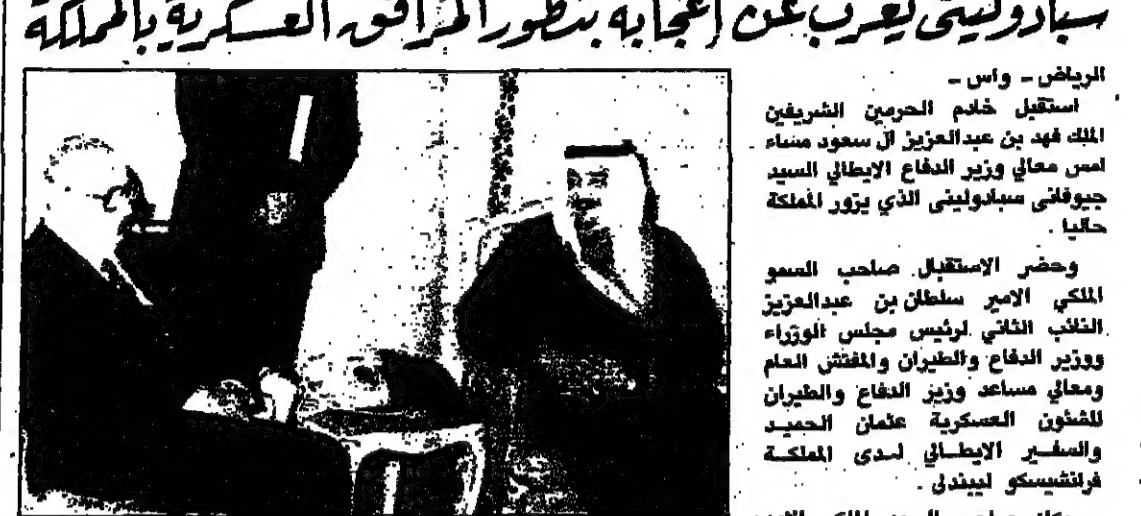 سبادوليني يعرب عن إعجابه بتطور المرافق العسكرية بالمملكة
الرياض - واس -
استقبل خادم الحرمين الشريفين
الملك فهد بن عبدالعزيز آل سعود مساء
امس معالي وزير الدفاع الايطالي السيد
جيوفاني سبادوليني الذي يزور المملكة
حاليا .
وحضر الاستقبال صاحب السمو
الملكي الامير سلطان بن عبدالعزيز
النائب الثاني لرئيس مجلس الوزراء
ووزير الدفاع والطيران والمفتش العام
ومعالي مساعد وزير الدفاع والطيران
للشئون العسكرية عثمان الحميد
والسفير الايطالي لدى المملكة
فرانتشيسكو ليبندي .